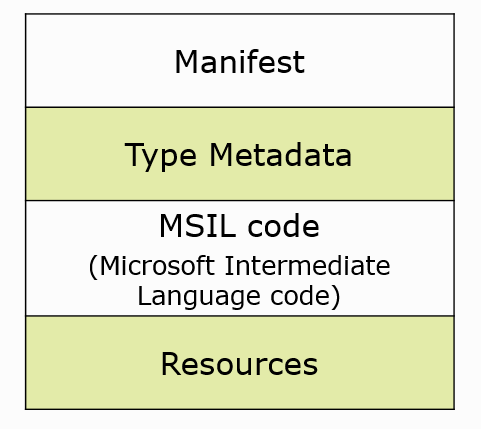 Manifest
Type Metadata
MSIL code
(Microsoft Intermediate
Language code)
Resources